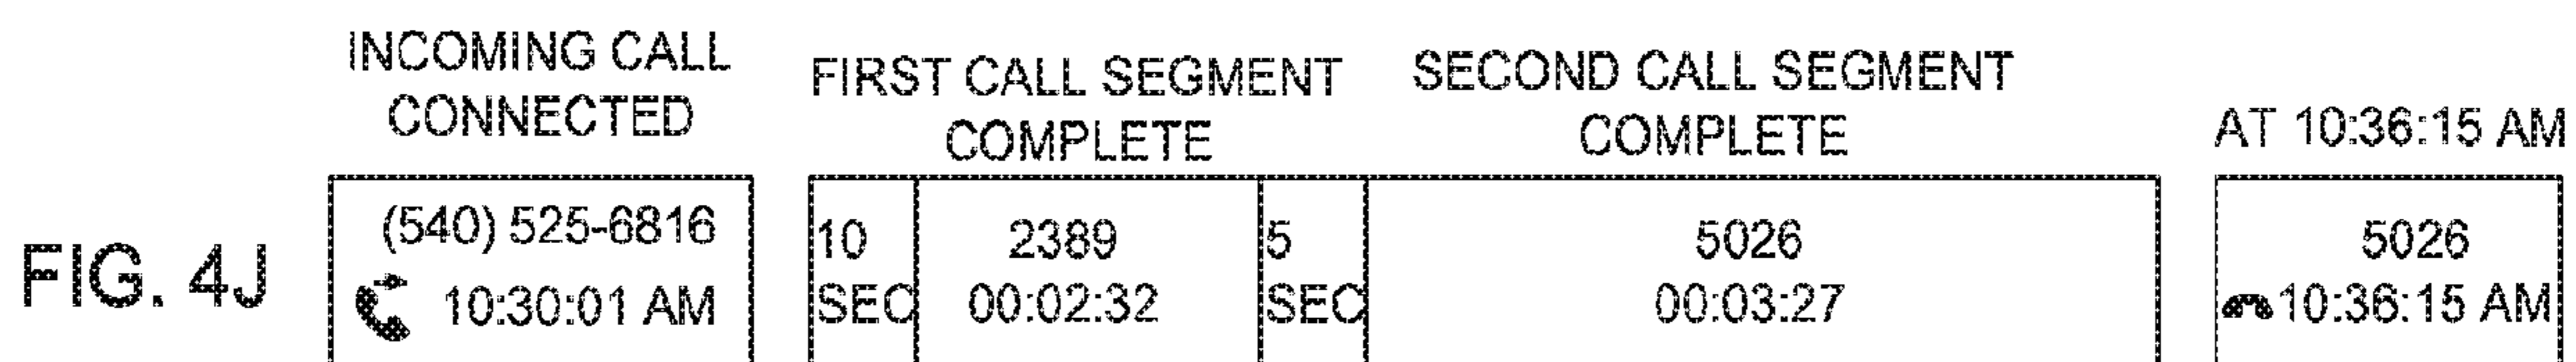 INCOMING CALL
CONNECTED
FIRST CALL SEGMENT
COMPLETE
SECOND CALL SEGMENT
COMPLETE
AT 10:36:15 AM
FIG. 4J
(540) 525-6816
10:30:01 AM
10
SEC
2389
00:02:32
5
SEC
5026
00:03:27
5026
10:36:15 AM